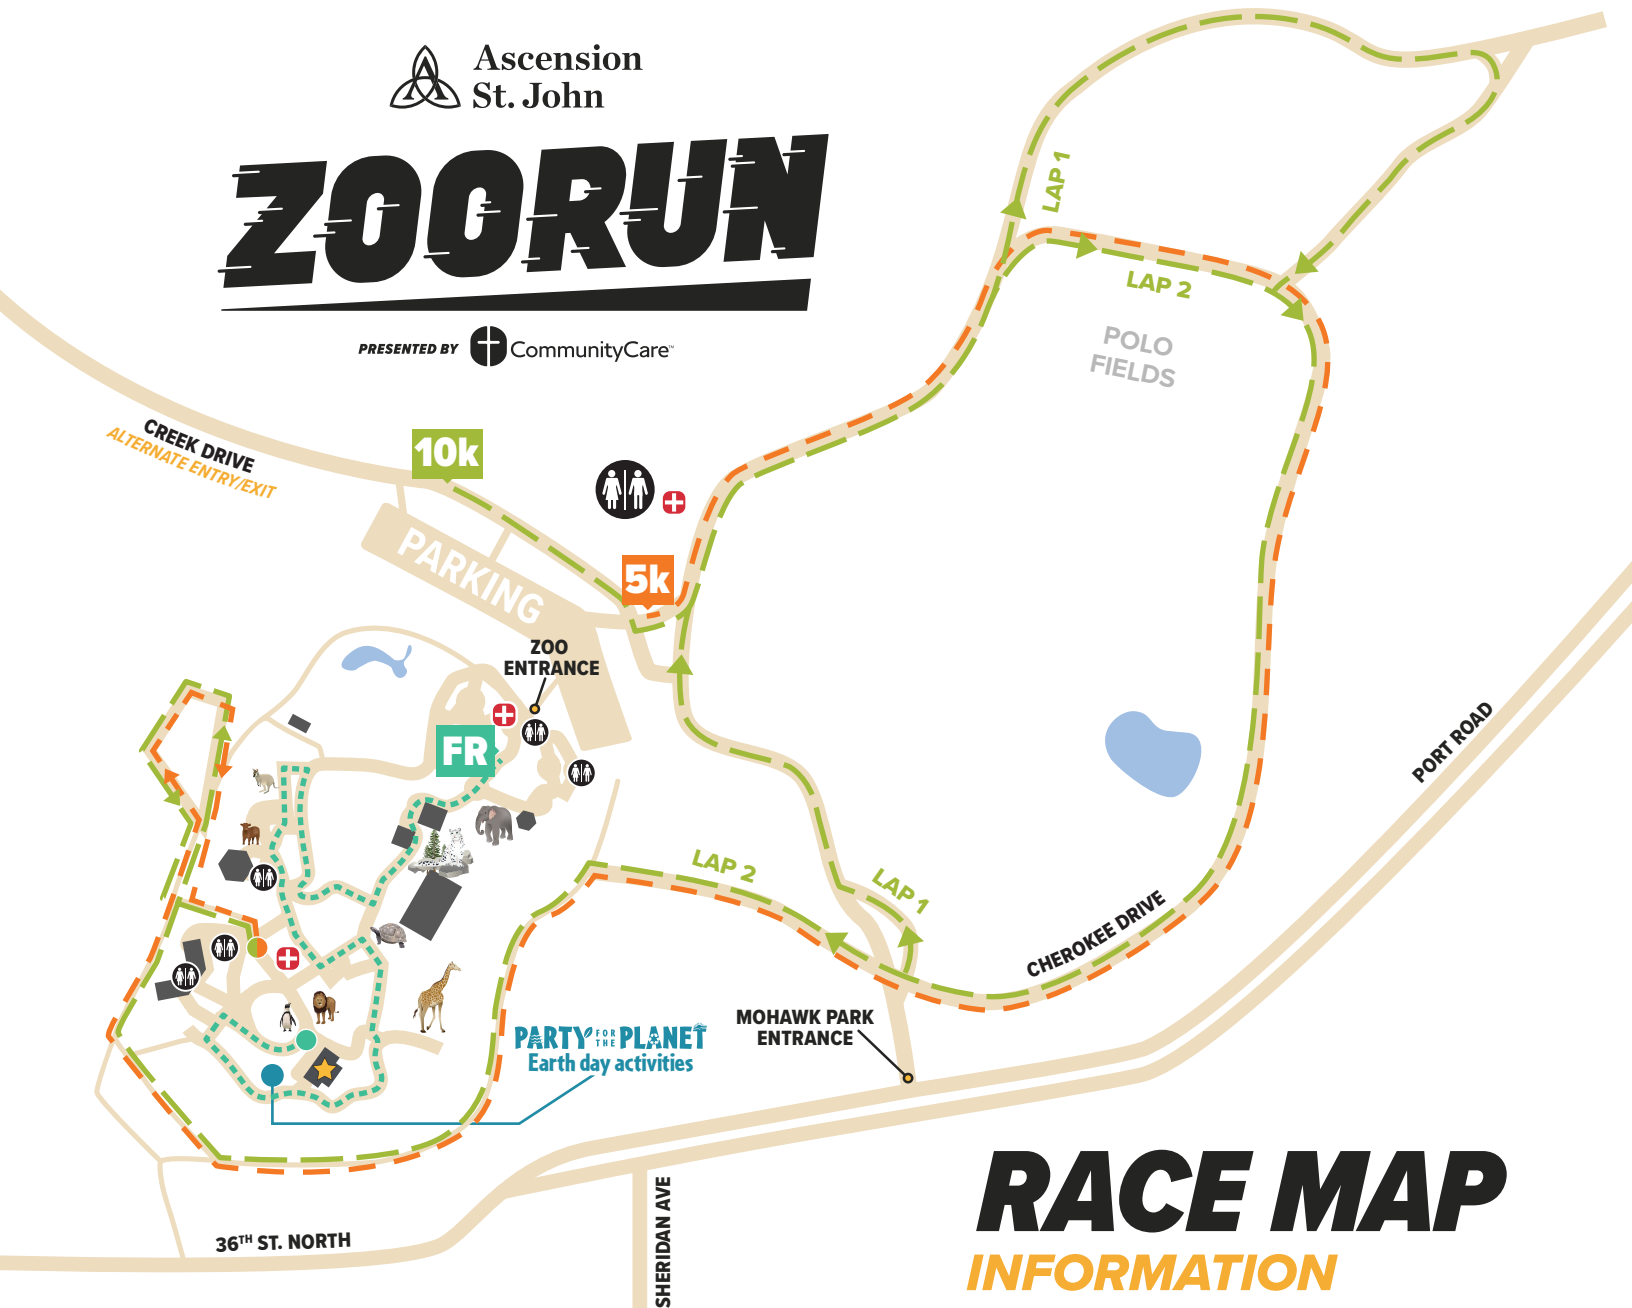 Ascension
St. John
ZOORUN
PRESENTED BY CommunityCare™
LAP 1
LAP 2
POLO
FIELDS
CREEK DRIVE
ALTERNATE ENTRY/EXIT
10k
PARKING
5k
ZOO
ENTRANCE
FR
PORT ROAD
LAP 2
LAP 1
CHEROKEE DRIVE
PARTY FOR THE PLANET
Earth day activities
MOHAWK PARK
ENTRANCE
36TH ST. NORTH
SHERIDAN AVE
RACE MAP
INFORMATION